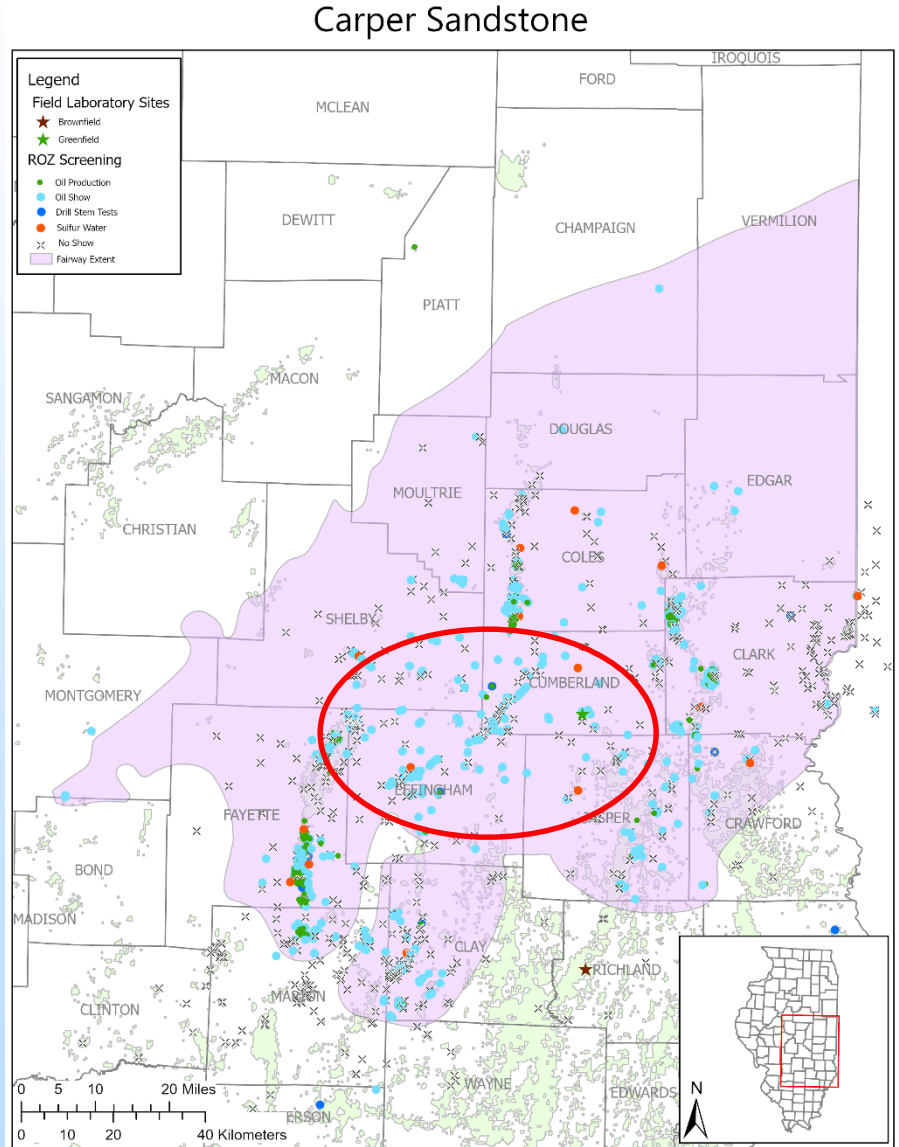 Carper Sandstone
Legend
Field Laboratory Sites
Brownfield
Greenfield
ROZ Screening
Oil Production
Oil Show
Drill Stem Tests
Sulfur Water
No Show
Fairway Extent
IROQUOIS
FORD
MCLEAN
DEWITT
CHAMPAIGN
VERMILION
PIATT
MACON
SANGAMON
DOUGLAS
EDGAR
MOULTRIE
CHRISTIAN
COLES
SHELBY
CLARK
CUMBERLAND
MONTGOMERY
EFFINGHAM
FAYETTE
JASPER
CRAWFORD
BOND
MADISON
CLAY
RICHLAND
MARION
CLINTON
WAYNE
EDWARDS
ERSON
0 5 10 20 Miles
0 10 20 40 Kilometers
N